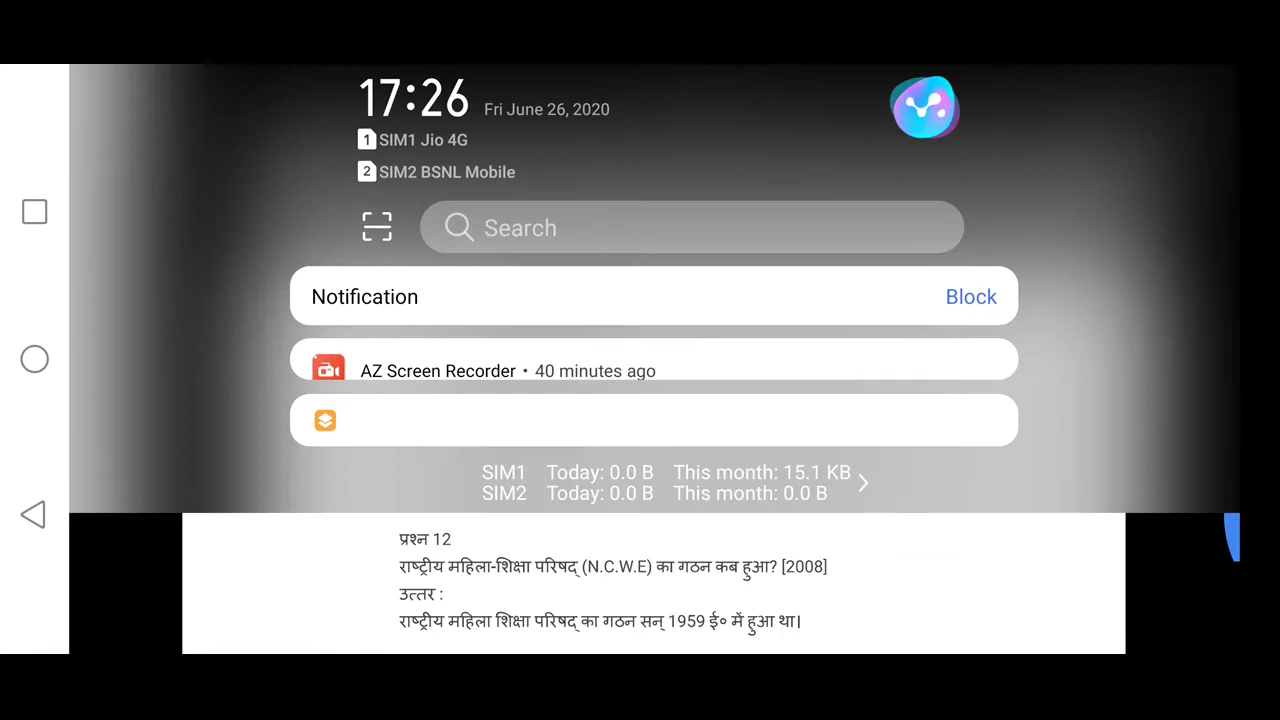 17:26 Fri June 26, 2020
1 SIM1 Jio 4G
2 SIM2 BSNL Mobile
Search
Notification Block
AZ Screen Recorder • 40 minutes ago
SIM1 Today: 0.0 B This month: 15.1 KB
SIM2 Today: 0.0 B This month: 0.0 B
प्रश्न 12
राष्ट्रीय महिला-शिक्षा परिषद् (N.C.W.E) का गठन कब हुआ? [2008]
उत्तर :
राष्ट्रीय महिला शिक्षा परिषद् का गठन सन् 1959 ई० में हुआ था।